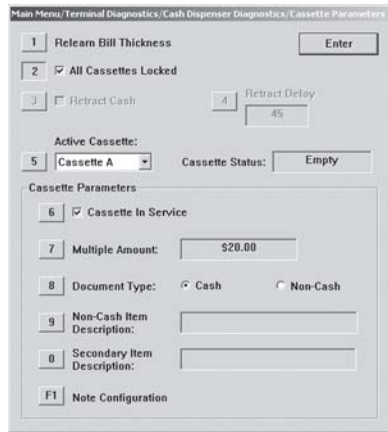 Main Menu/Terminal Diagnostics/Cash Dispenser Diagnostics/Cassette Parameters
1 Relearn Bill Thickness Enter
2 All Cassettes Locked
3 Retract Cash 4 Retract Delay
45
Active Cassette:
5 Cassette A Cassette Status: Empty
Cassette Parameters
6 Cassette In Service
7 Multiple Amount: $20.00
8 Document Type: Cash Non-Cash
9 Non-Cash Item
Description:
0 Secondary Item
Description:
F1 Note Configuration